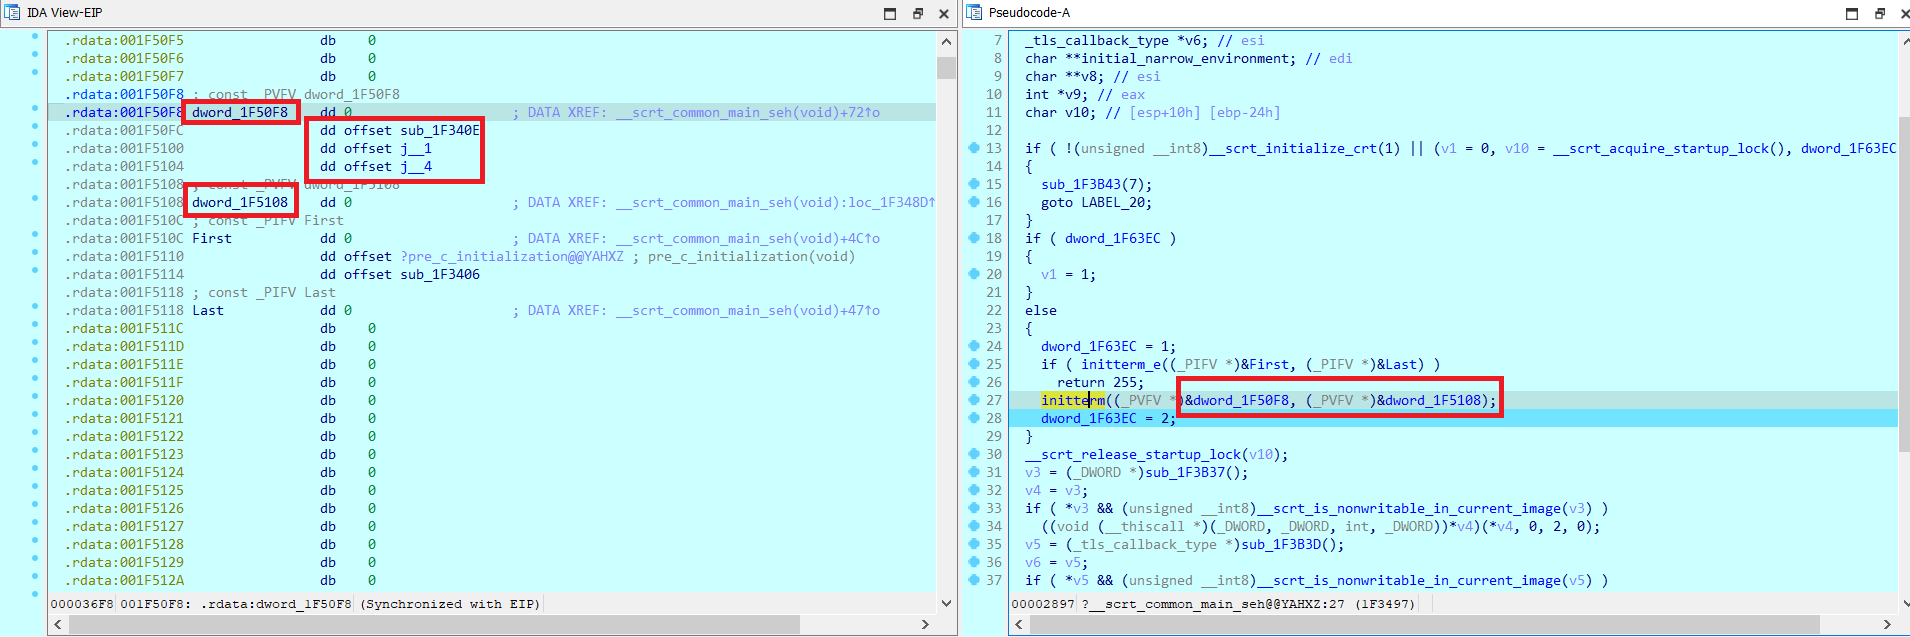 IDA View-EIP
.rdata:001F50F5 db 0
.rdata:001F50F6 db 0
.rdata:001F50F7 db 0
.rdata:001F50F8 ; const _PVFV dword_1F50F8
.rdata:001F50F8 dword_1F50F8 dd 0 ; DATA XREF: __scrt_common_main_seh(void)+72↑o
.rdata:001F50FC dd offset sub_1F340E
.rdata:001F5100 dd offset j__1
.rdata:001F5104 dd offset j__4
.rdata:001F5108 ; const _PVFV dword_1F5108
.rdata:001F5108 dword_1F5108 dd 0 ; DATA XREF: __scrt_common_main_seh(void):loc_1F348D↑
.rdata:001F510C ; const _PIFV First
.rdata:001F510C First dd 0 ; DATA XREF: __scrt_common_main_seh(void)+4C↑o
.rdata:001F5110 dd offset ?pre_c_initialization@@YAHXZ ; pre_c_initialization(void)
.rdata:001F5114 dd offset sub_1F3406
.rdata:001F5118 ; const _PIFV Last
.rdata:001F5118 Last dd 0 ; DATA XREF: __scrt_common_main_seh(void)+47↑o
.rdata:001F511C db 0
.rdata:001F511D db 0
.rdata:001F511E db 0
.rdata:001F511F db 0
.rdata:001F5120 db 0
.rdata:001F5121 db 0
.rdata:001F5122 db 0
.rdata:001F5123 db 0
.rdata:001F5124 db 0
.rdata:001F5125 db 0
.rdata:001F5126 db 0
.rdata:001F5127 db 0
.rdata:001F5128 db 0
.rdata:001F5129 db 0
.rdata:001F512A db 0
000036F8 001F50F8: .rdata:dword_1F50F8 (Synchronized with EIP)
Pseudocode-A
7 _tls_callback_type *v6; // esi
8 char **initial_narrow_environment; // edi
9 char **v8; // esi
10 int *v9; // eax
11 char v10; // [esp+10h] [ebp-24h]
12
13 if ( !(unsigned __int8)__scrt_initialize_crt(1) || (v1 = 0, v10 = __scrt_acquire_startup_lock(), dword_1F63EC
14 {
15 sub_1F3B43(7);
16 goto LABEL_20;
17 }
18 if ( dword_1F63EC )
19 {
20 v1 = 1;
21 }
22 else
23 {
24 dword_1F63EC = 1;
25 if ( initterm_e((_PIFV *)&First, (_PIFV *)&Last) )
26 return 255;
27 initterm((_PVFV *)&dword_1F50F8, (_PVFV *)&dword_1F5108);
28 dword_1F63EC = 2;
29 }
30 __scrt_release_startup_lock(v10);
31 v3 = (_DWORD *)sub_1F3B37();
32 v4 = v3;
33 if ( *v3 && (unsigned __int8)__scrt_is_nonwritable_in_current_image(v3) )
34 ((void (__thiscall *)(_DWORD, _DWORD, int, _DWORD))*v4)(*v4, 0, 2, 0);
35 v5 = (_tls_callback_type *)sub_1F3B3D();
36 v6 = v5;
37 if ( *v5 && (unsigned __int8)__scrt_is_nonwritable_in_current_image(v5) )
00002897 ?__scrt_common_main_seh@@YAHXZ:27 (1F3497)